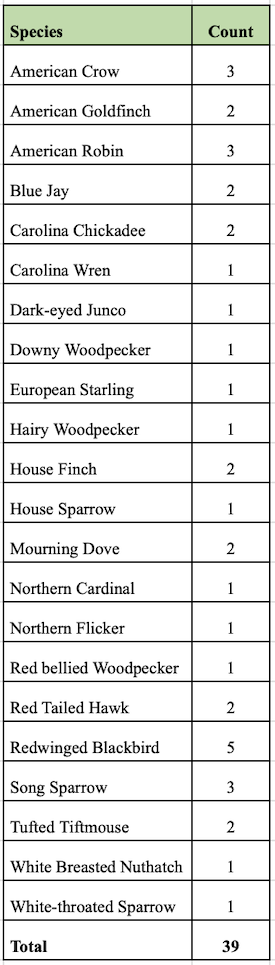 Species Count
American Crow 3
American Goldfinch 2
American Robin 3
Blue Jay 2
Carolina Chickadee 2
Carolina Wren 1
Dark-eyed Junco 1
Downy Woodpecker 1
European Starling 1
Hairy Woodpecker 1
House Finch 2
House Sparrow 1
Mourning Dove 2
Northern Cardinal 1
Northern Flicker 1
Red bellied Woodpecker 1
Red Tailed Hawk 2
Redwinged Blackbird 5
Song Sparrow 3
Tufted Tiftmouse 2
White Breasted Nuthatch 1
White-throated Sparrow 1
Total 39